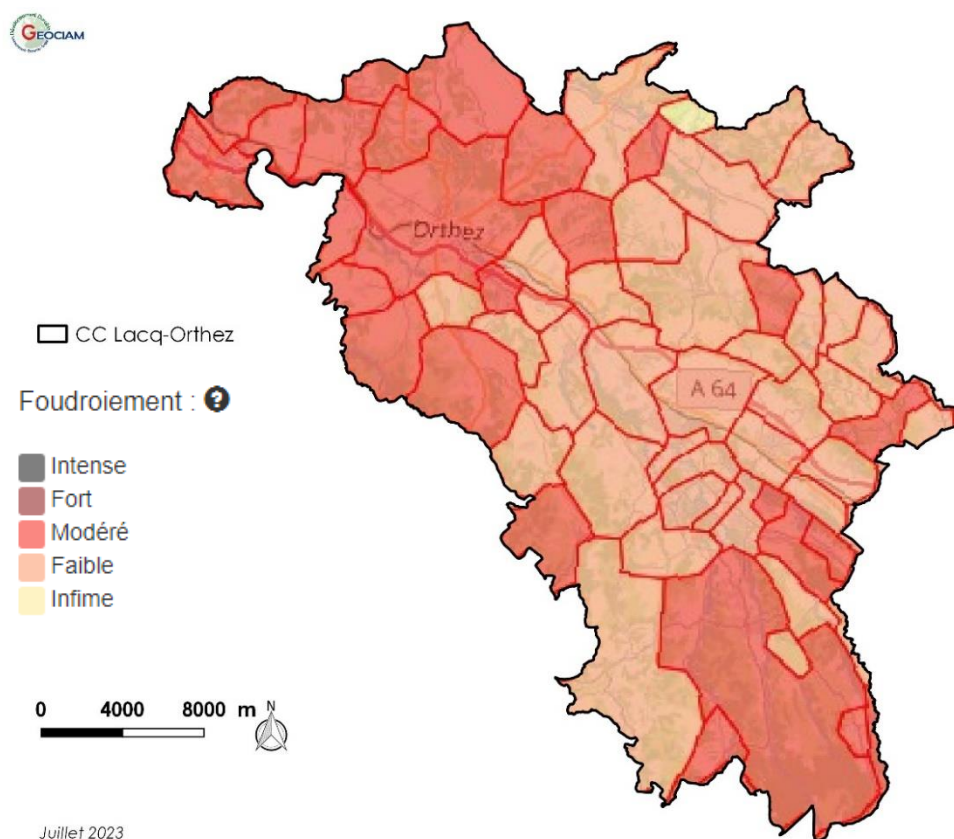 GEOCIAM
Orthez
CC Lacq-Orthez
A 64
Foudroiement : ?
Intense
Fort
Modéré
Faible
Infime
0 4000 8000 m N
Juillet 2023